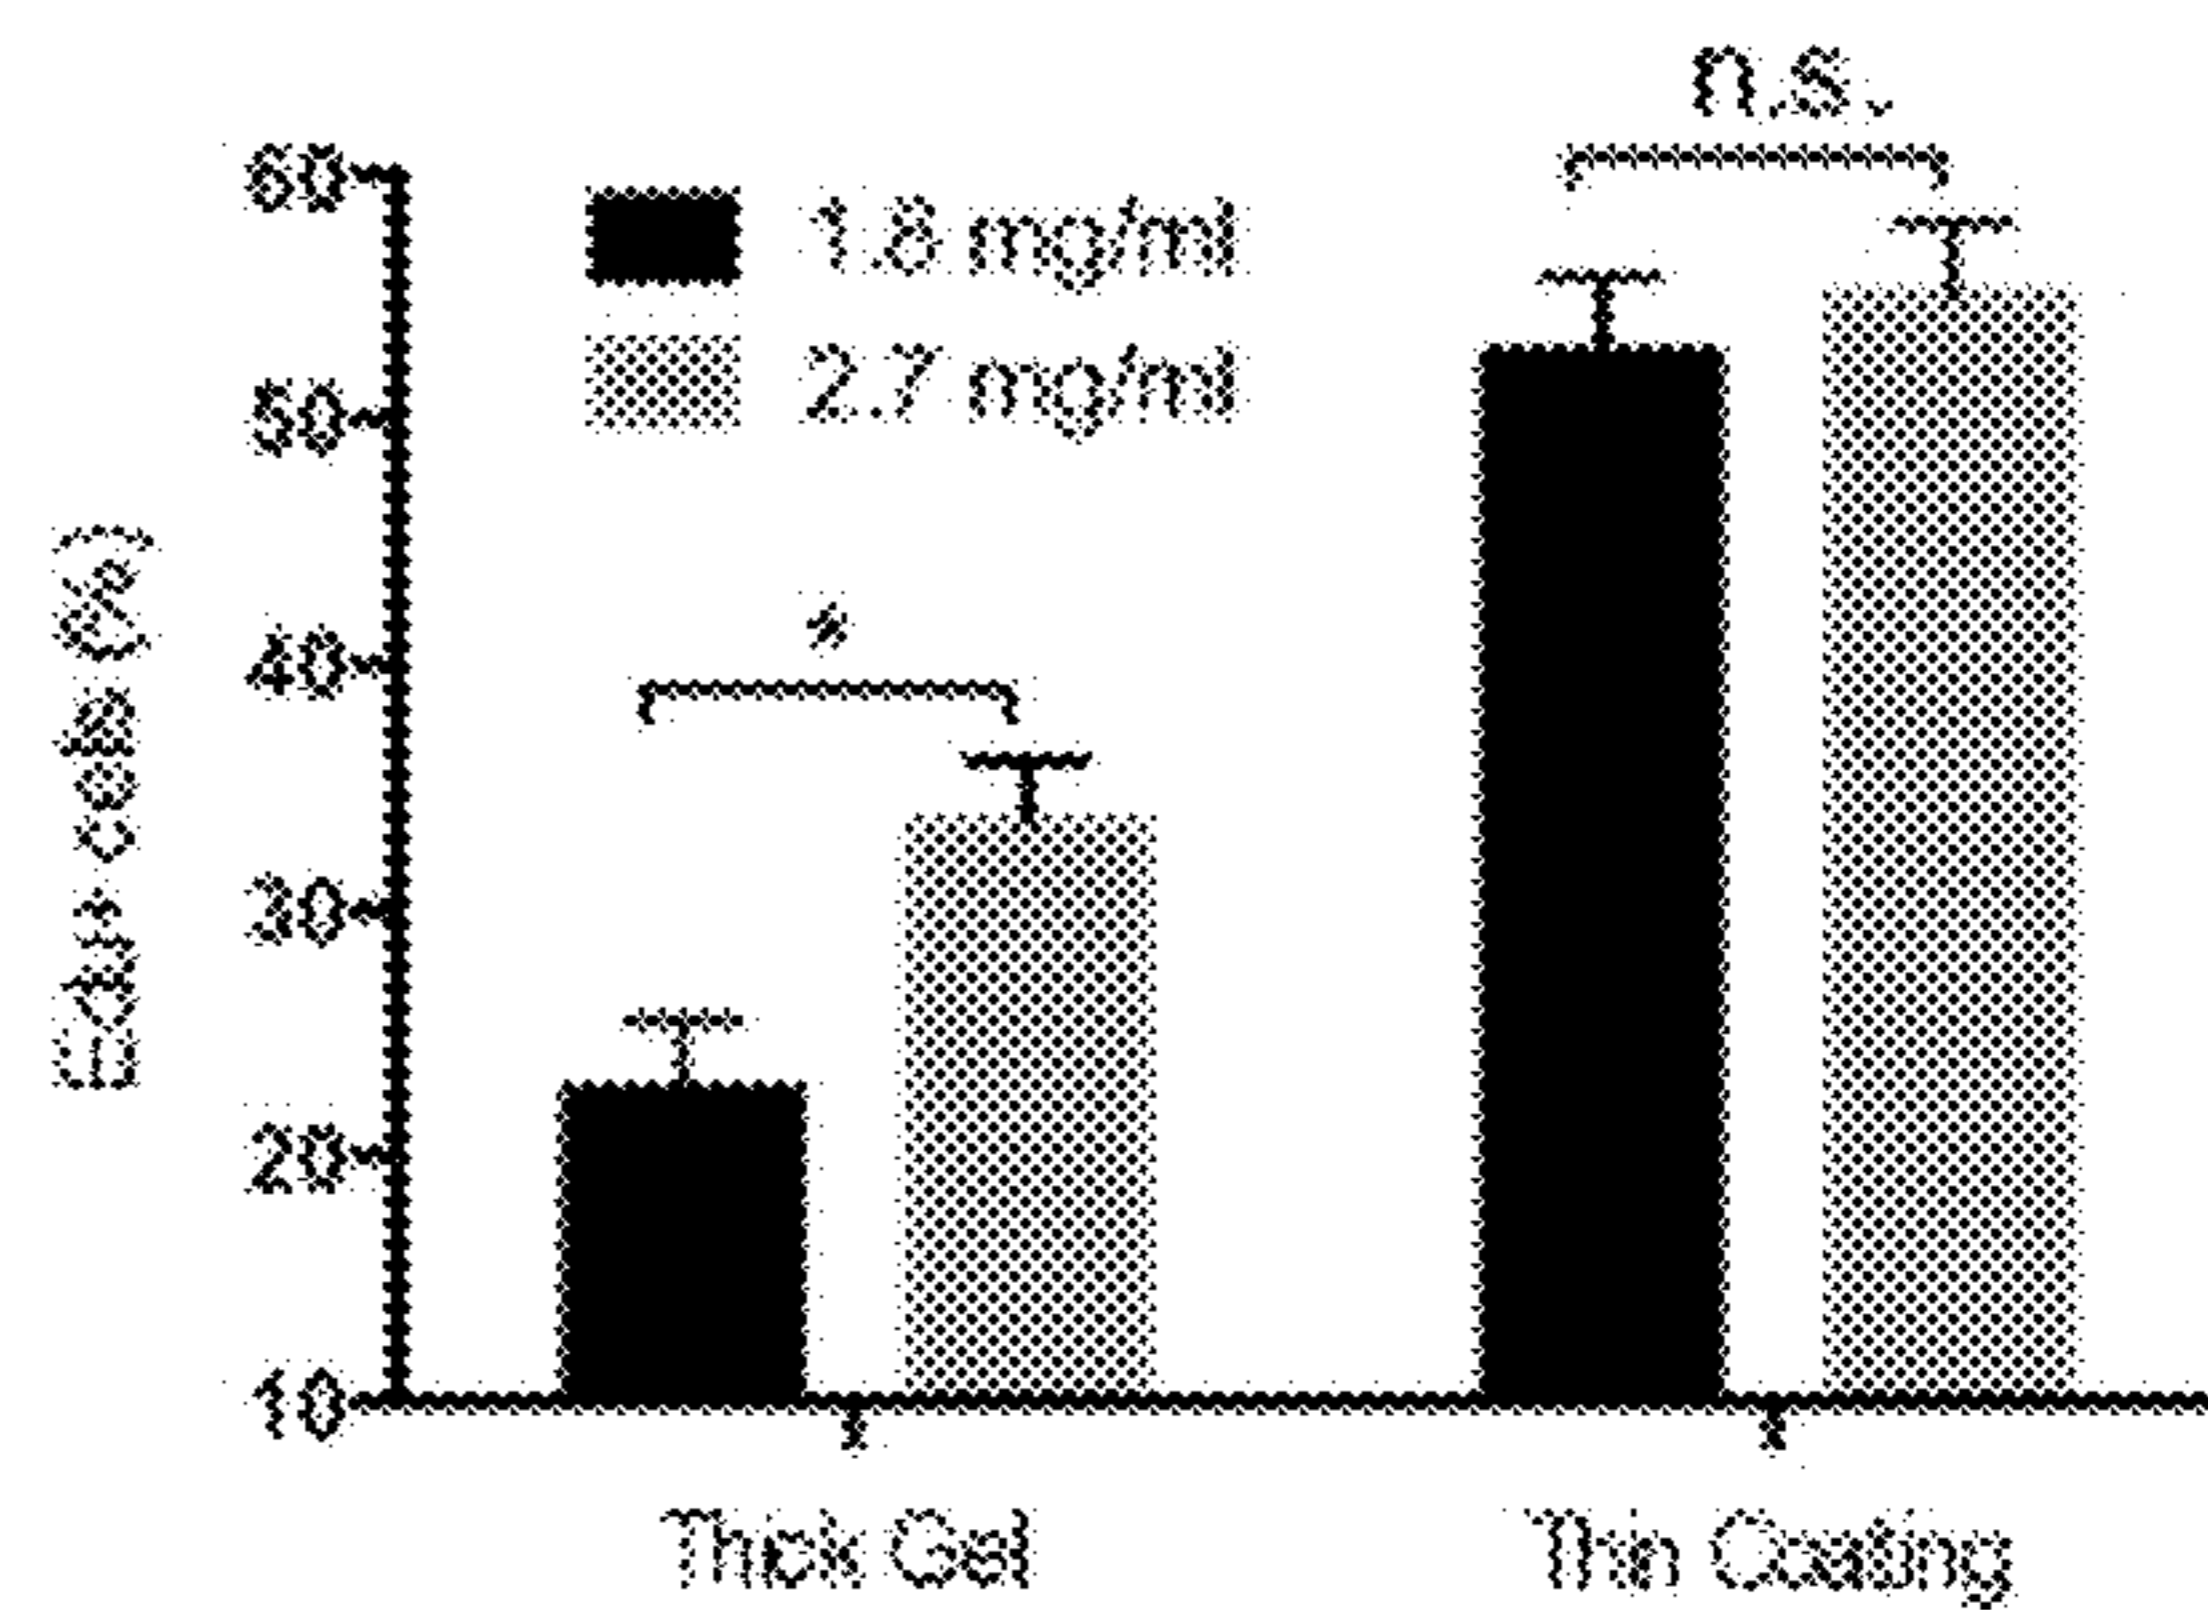 n.s.
60
1.8 mg/ml
2.7 mg/ml
50
*
40
30
20
10
Edu+ cells (%)
Thick Gel
Thin Coating